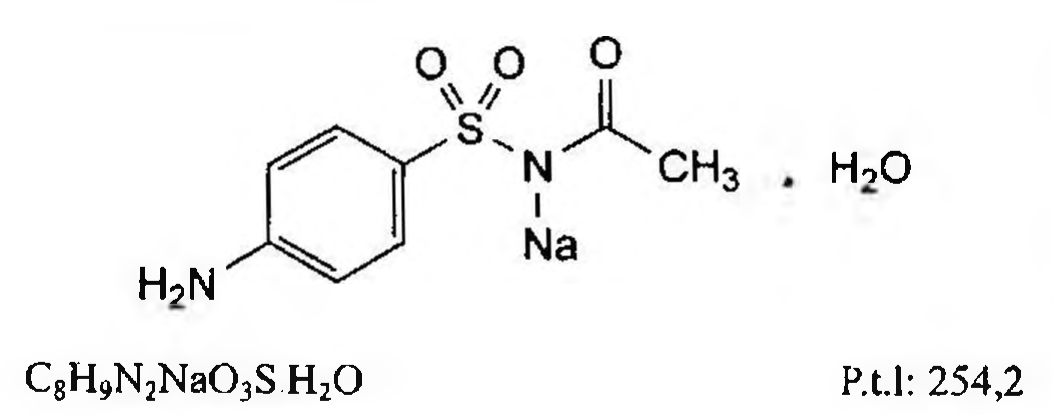 O O O
S N CH₃ . H₂O
Na
H₂N
C₈H₉N₂NaO₃S.H₂O P.t.l: 254,2